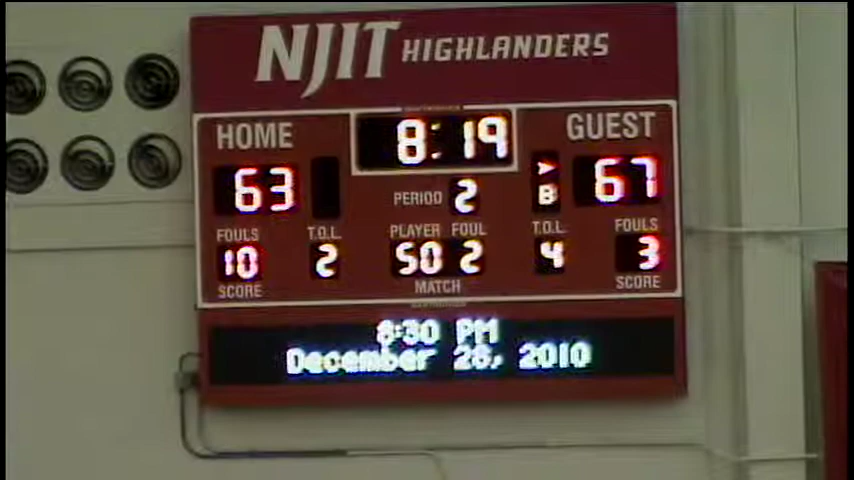 NJIT HIGHLANDERS
HOME 8:19 GUEST
63 PERIOD 2 B 67
FOULS T.O.L. PLAYER FOUL T.O.L. FOULS
10 2 50 2 4 3
SCORE MATCH SCORE
8:30 PM
December 28, 2010